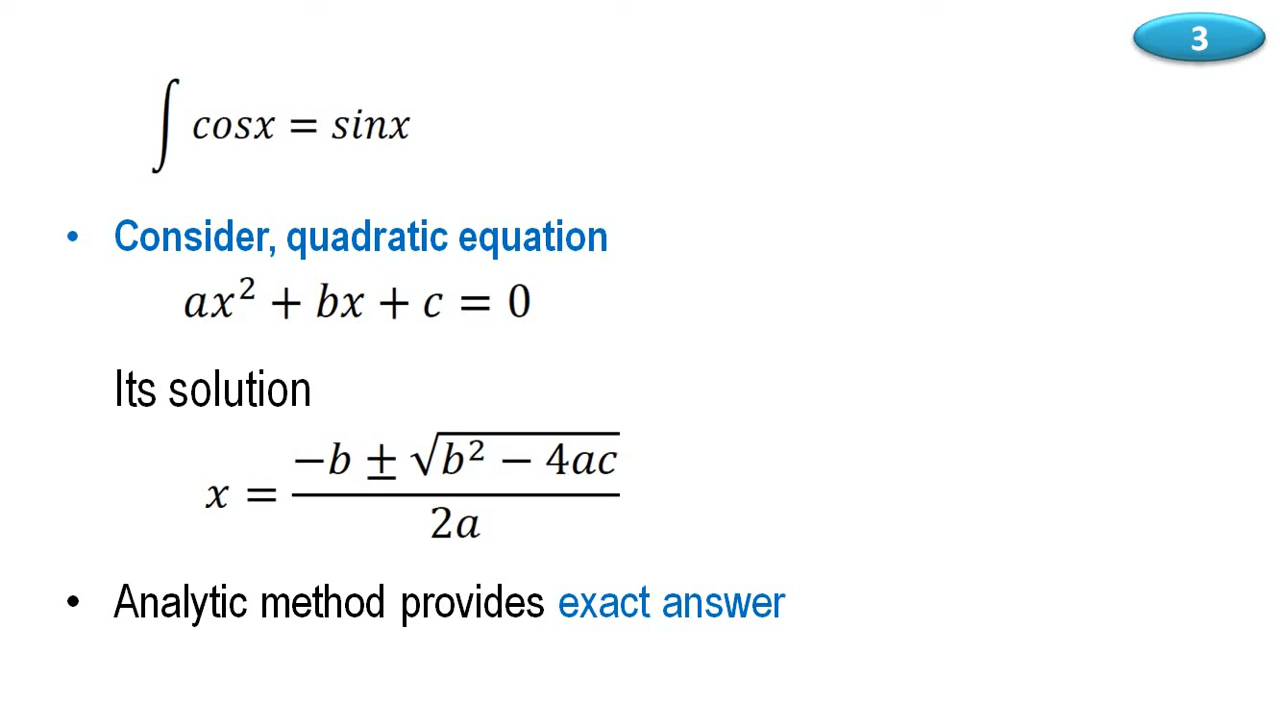 3
∫ cosx = sinx
• Consider, quadratic equation
ax² + bx + c = 0
Its solution
x = (−b ± √(b² − 4ac)) / 2a
• Analytic method provides exact answer